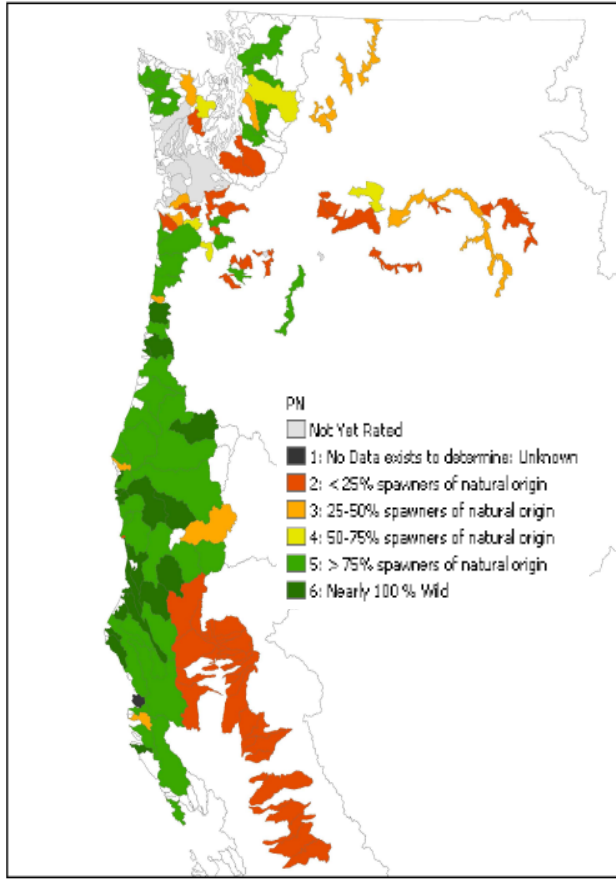 PN
Not Yet Rated
1: No Data exists to determine: Unknown
2: <25% spawners of natural origin
3: 25-50% spawners of natural origin
4: 50-75% spawners of natural origin
5: >75% spawners of natural origin
6: Nearly 100 % Wild